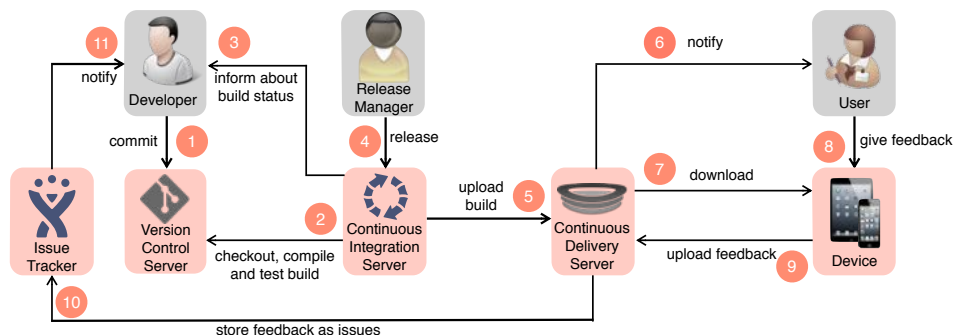 11
3
6
notify
notify
inform about
build status
Developer
Release
Manager
User
commit
1
4
release
8
give feedback
7
download
2
upload
build
5
Issue
Tracker
Version
Control
Server
Continuous
Integration
Server
Continuous
Delivery
Server
Device
checkout, compile
and test build
upload feedback
9
10
store feedback as issues